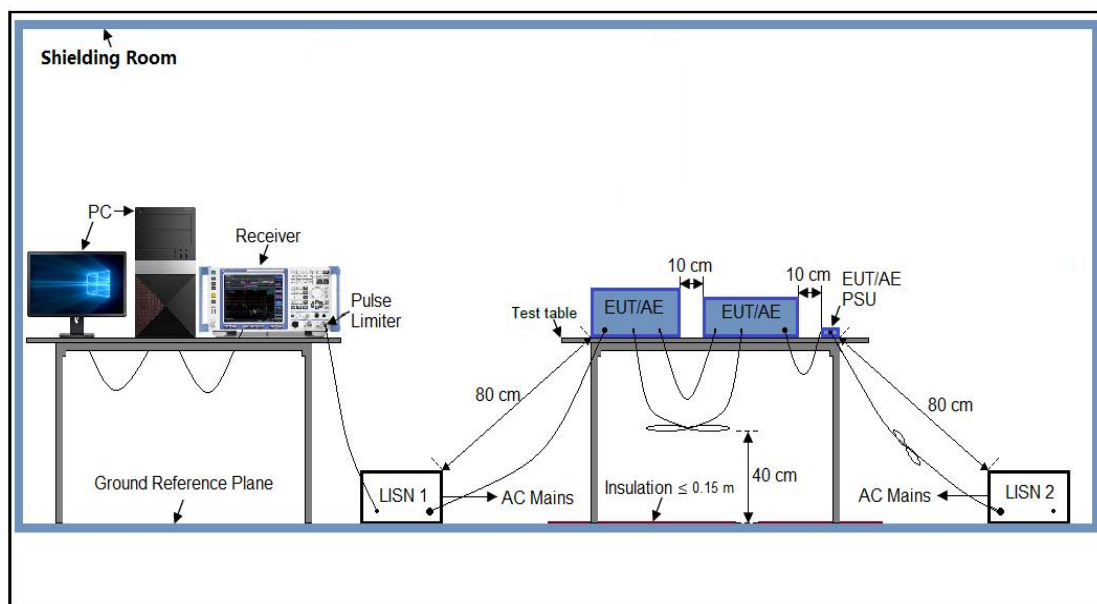 Shielding Room
PC
Receiver
Pulse
Limiter
10 cm
10 cm
EUT/AE
PSU
EUT/AE
EUT/AE
Test table
80 cm
80 cm
40 cm
Ground Reference Plane
LISN 1
AC Mains
Insulation ≤ 0.15 m
AC Mains
LISN 2